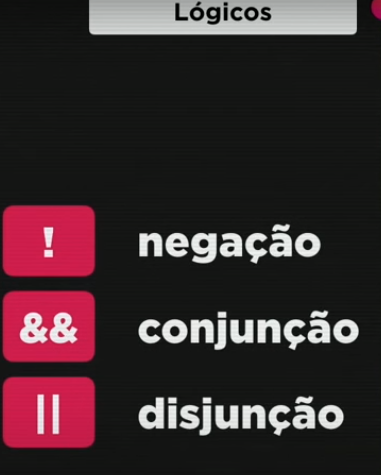 Lógicos
! negação
&& conjunção
|| disjunção